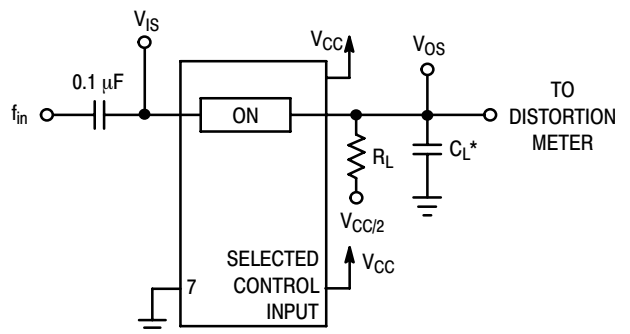 V_IS
V_CC
V_OS
0.1 μF
f_in
ON
TO
DISTORTION
METER
R_L
C_L*
V_CC/2
SELECTED
CONTROL
INPUT
7
V_CC